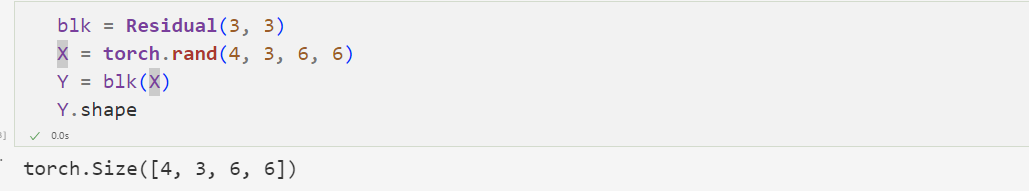 blk = Residual(3, 3)
X = torch.rand(4, 3, 6, 6)
Y = blk(X)
Y.shape
] ✓ 0.0s
torch.Size([4, 3, 6, 6])